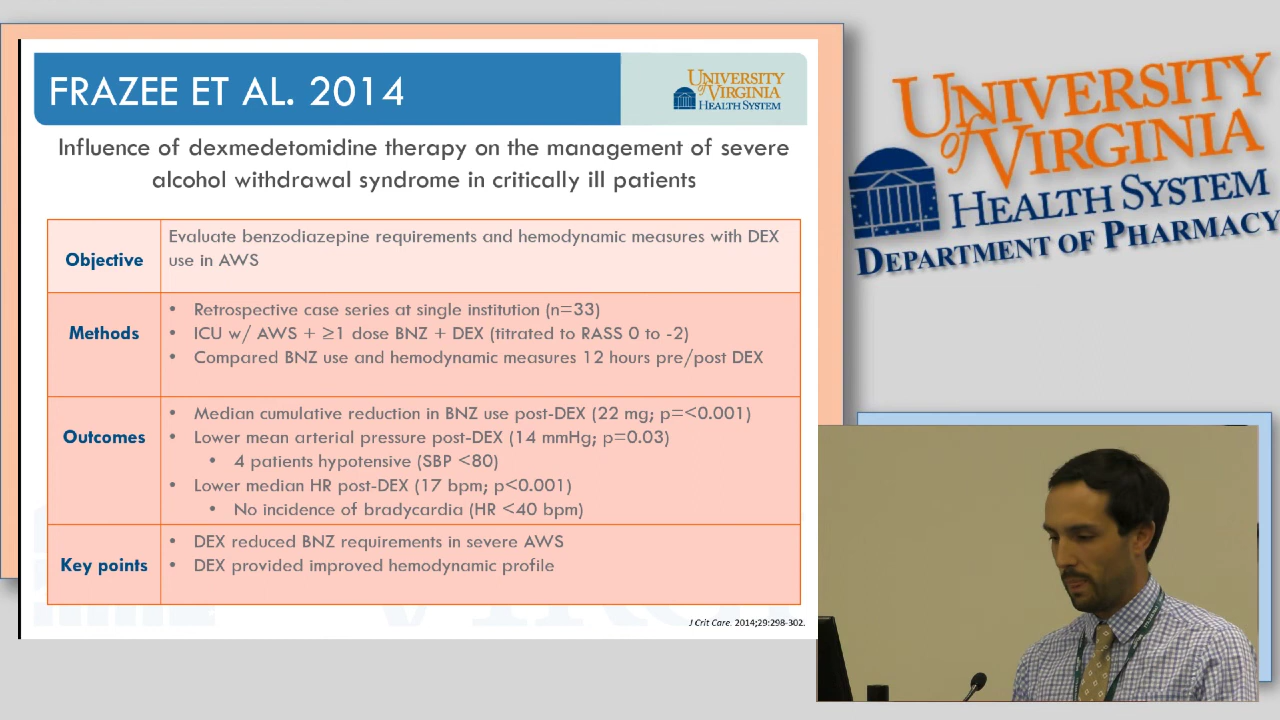 FRAZEE ET AL. 2014
UNIVERSITY
of VIRGINIA
HEALTH SYSTEM
Influence of dexmedetomidine therapy on the management of severe
alcohol withdrawal syndrome in critically ill patients
Objective
Evaluate benzodiazepine requirements and hemodynamic measures with DEX
use in AWS
Methods
• Retrospective case series at single institution (n=33)
• ICU w/ AWS + ≥1 dose BNZ + DEX (titrated to RASS 0 to -2)
• Compared BNZ use and hemodynamic measures 12 hours pre/post DEX
Outcomes
• Median cumulative reduction in BNZ use post-DEX (22 mg; p=<0.001)
• Lower mean arterial pressure post-DEX (14 mmHg; p=0.03)
• 4 patients hypotensive (SBP <80)
• Lower median HR post-DEX (17 bpm; p<0.001)
• No incidence of bradycardia (HR <40 bpm)
Key points
• DEX reduced BNZ requirements in severe AWS
• DEX provided improved hemodynamic profile
J Crit Care. 2014;29:298-302.
UNIVERSITY
of VIRGINIA
HEALTH SYSTEM
DEPARTMENT OF PHARMACY